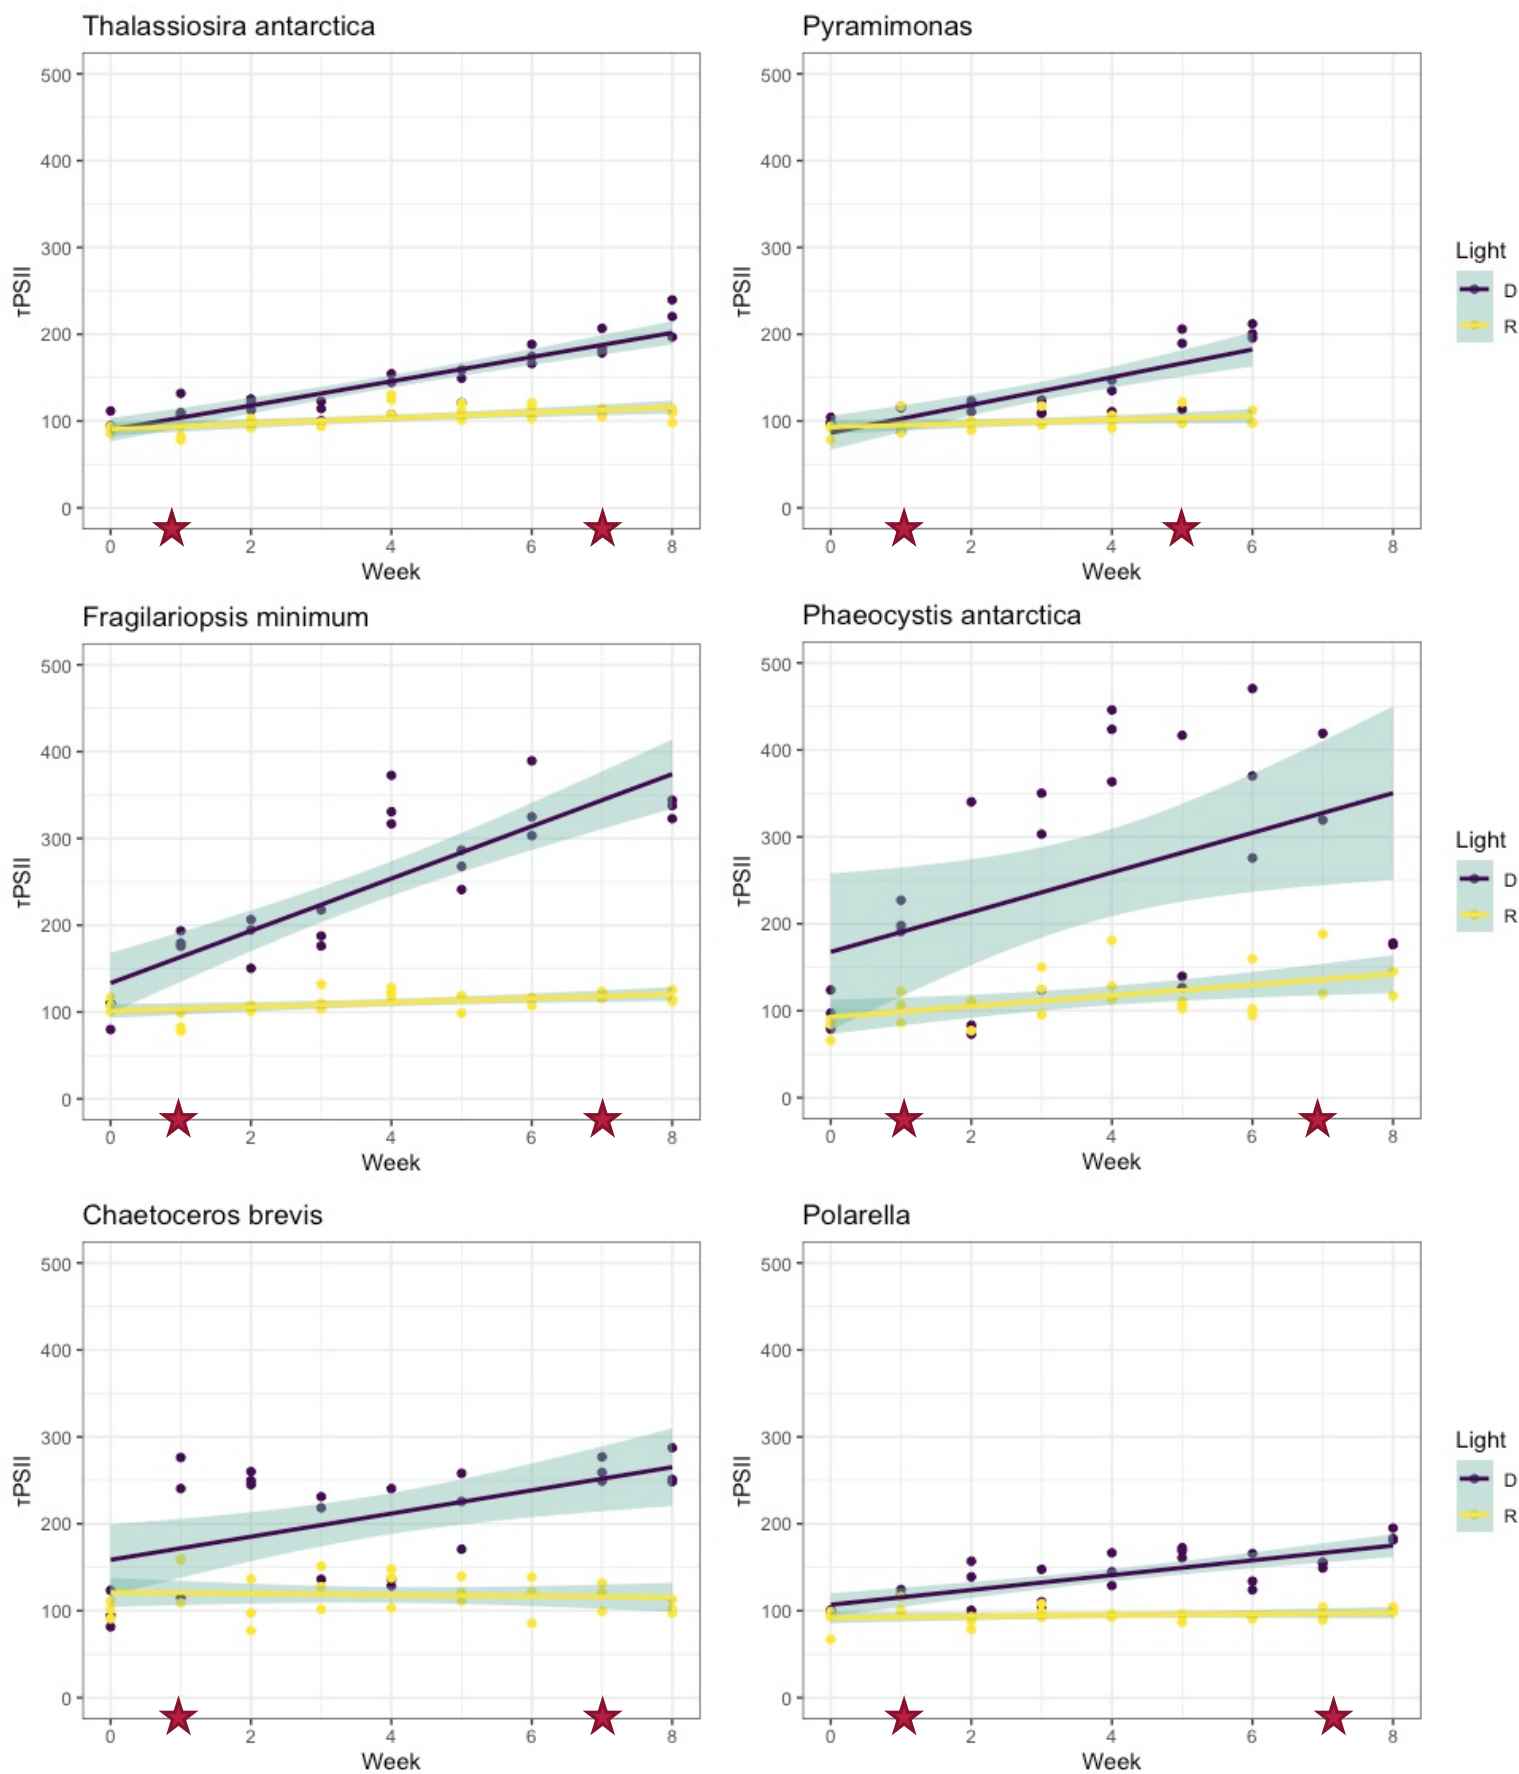 Thalassiosira antarctica
500
400
300
200
100
0
τPSII
0 2 4 6 8
Week
Pyramimonas
500
400
300
200
100
0
τPSII
0 2 4 6 8
Week
Light
D
R
Fragilariopsis minimum
500
400
300
200
100
0
τPSII
0 2 4 6 8
Week
Phaeocystis antarctica
500
400
300
200
100
0
τPSII
0 2 4 6 8
Week
Light
D
R
Chaetoceros brevis
500
400
300
200
100
0
τPSII
0 2 4 6 8
Week
Polarella
500
400
300
200
100
0
τPSII
0 2 4 6 8
Week
Light
D
R